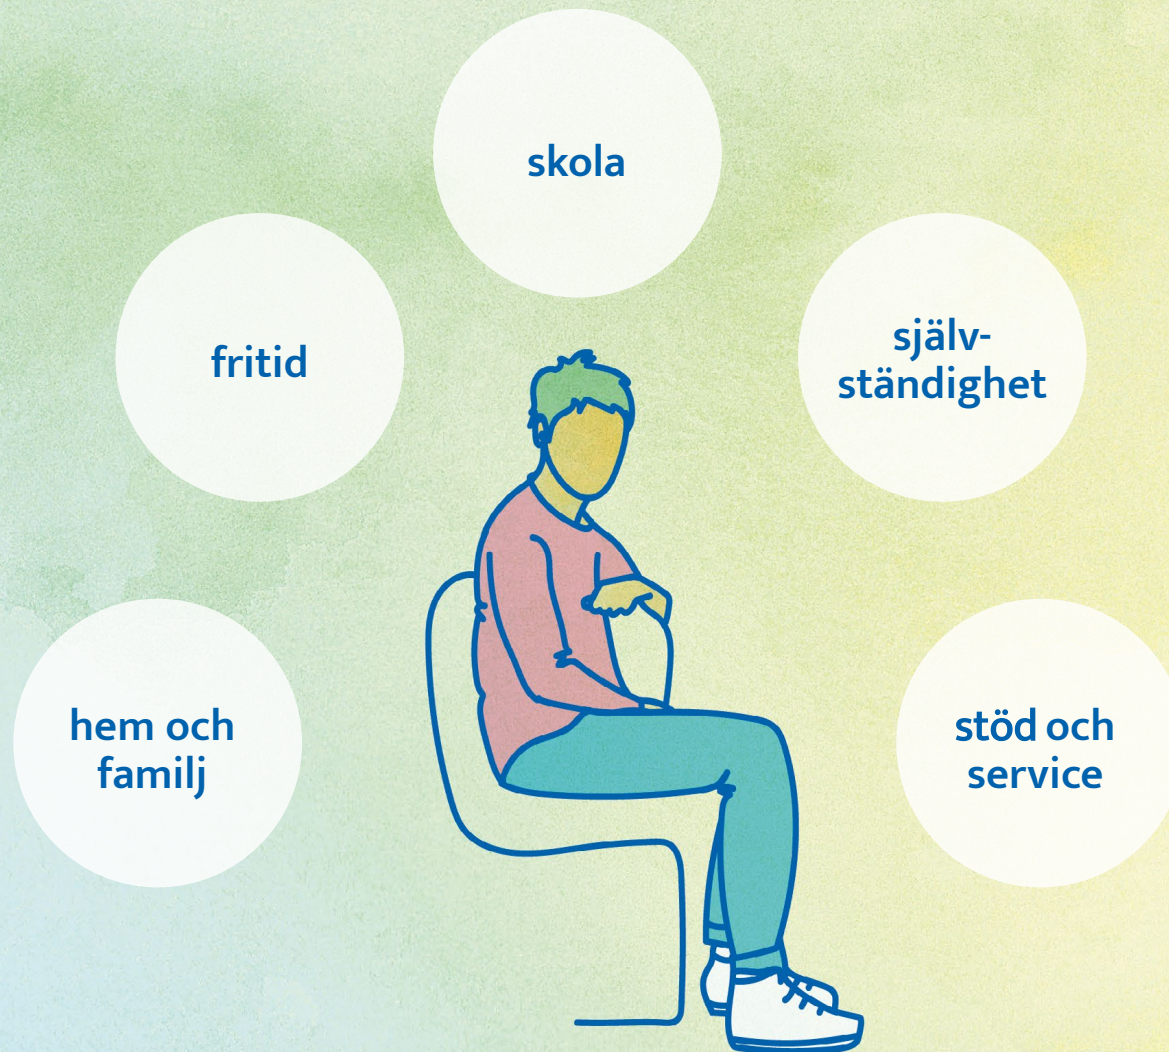 skola
fritid
själv-
ständighet
hem och
familj
stöd och
service